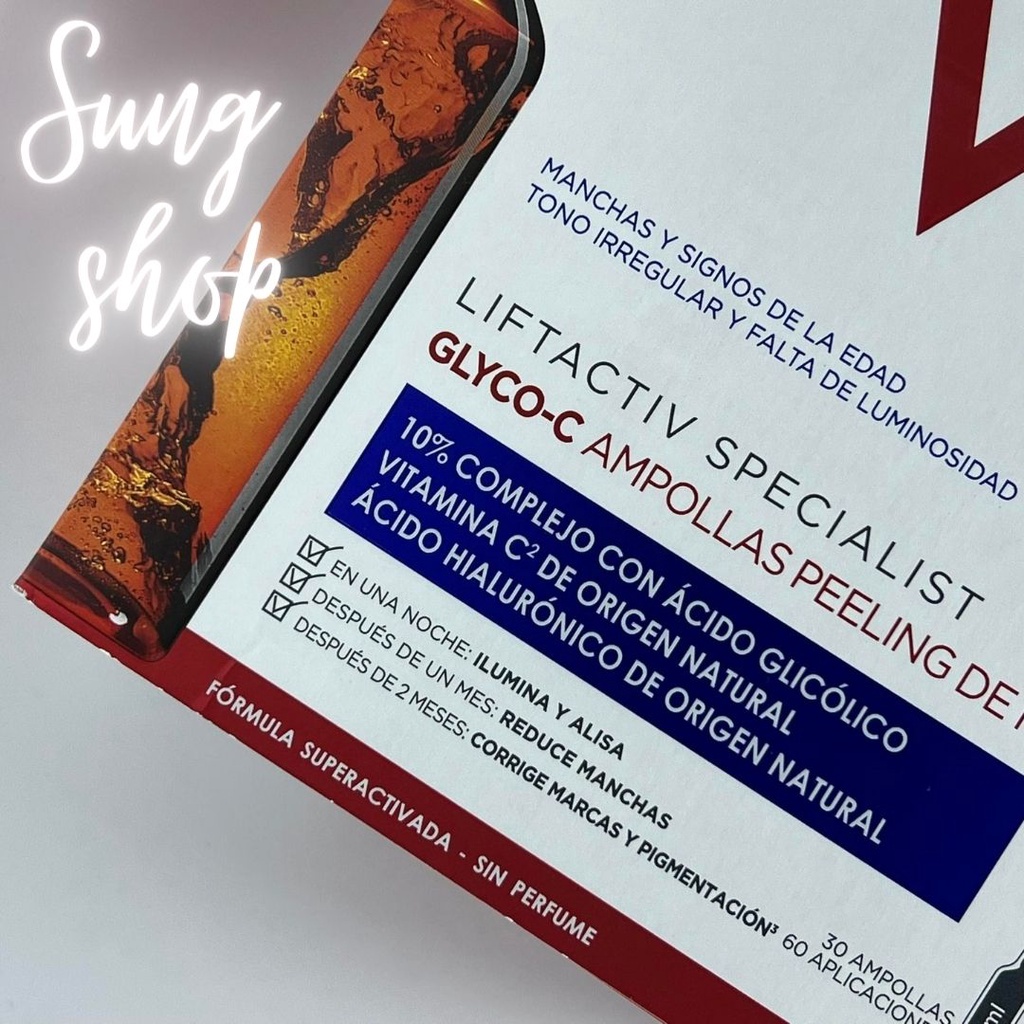 Sung
shop
MANCHAS Y SIGNOS DE LA EDAD
TONO IRREGULAR Y FALTA DE LUMINOSIDAD
LIFTACTIV SPECIALIST
GLYCO-C AMPOLLAS PEELING DE
10% COMPLEJO CON ÁCIDO GLICÓLICO
VITAMINA C² DE ORIGEN NATURAL
ÁCIDO HIALURÓNICO DE ORIGEN NATURAL
EN UNA NOCHE: ILUMINA Y ALISA
DESPUÉS DE UN MES: REDUCE MANCHAS
DESPUÉS DE 2 MESES: CORRIGE MARCAS Y PIGMENTACIÓN³
30 AMPOLLAS
60 APLICACION
ml
FÓRMULA SUPERACTIVADA - SIN PERFUME